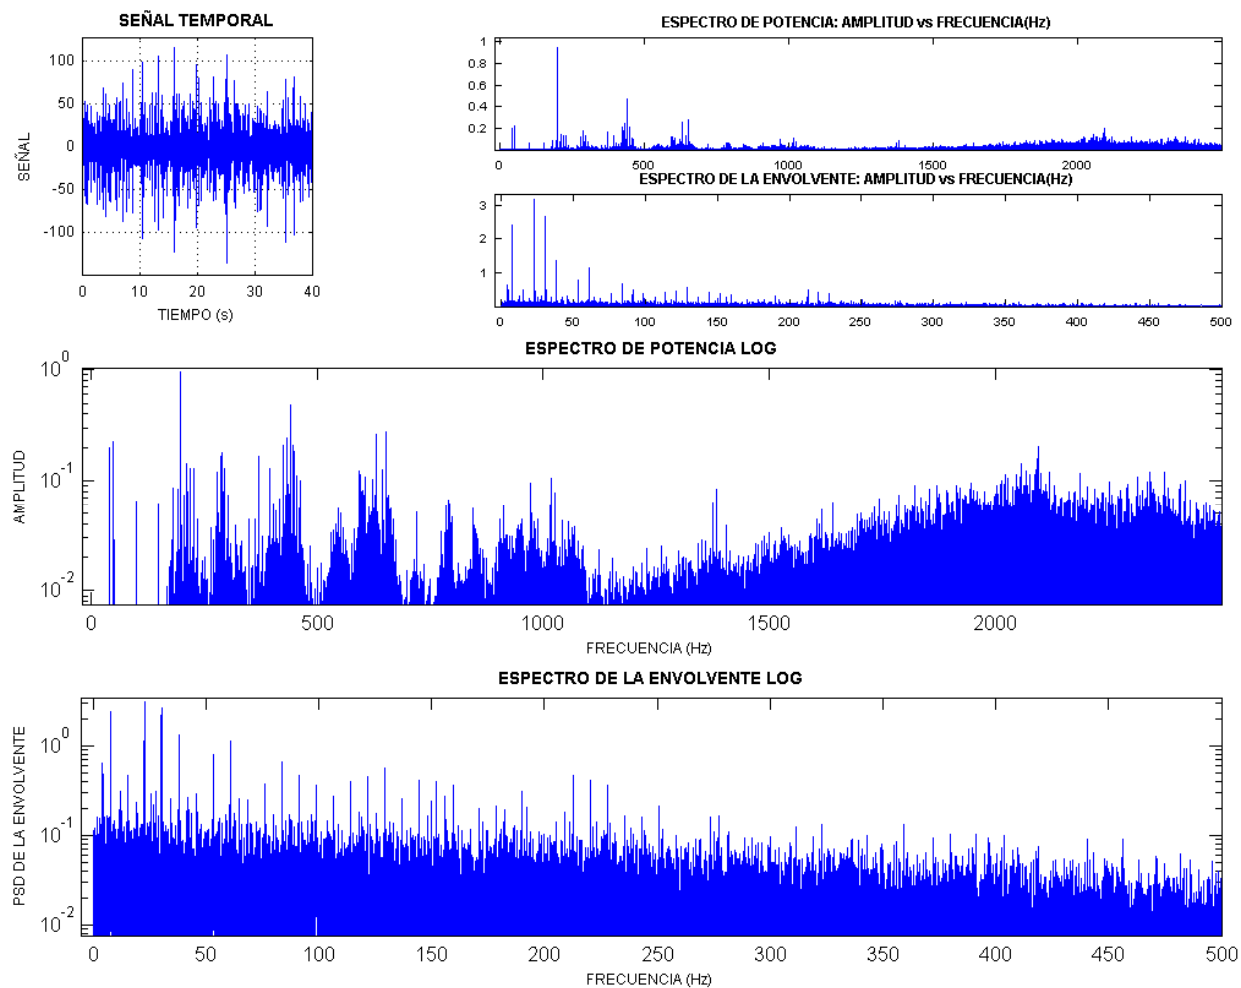 SEÑAL TEMPORAL
100
50
0
-50
-100
SEÑAL
0 10 20 30 40
TIEMPO (s)
ESPECTRO DE POTENCIA: AMPLITUD vs FRECUENCIA(Hz)
1
0.8
0.6
0.4
0.2
0 500 1000 1500 2000
ESPECTRO DE LA ENVOLVENTE: AMPLITUD vs FRECUENCIA(Hz)
3
2
1
0 50 100 150 200 250 300 350 400 450 500
ESPECTRO DE POTENCIA LOG
10^0
10^-1
10^-2
AMPLITUD
0 500 1000 1500 2000
FRECUENCIA (Hz)
ESPECTRO DE LA ENVOLVENTE LOG
10^0
10^-1
10^-2
PSD DE LA ENVOLVENTE
0 50 100 150 200 250 300 350 400 450 500
FRECUENCIA (Hz)